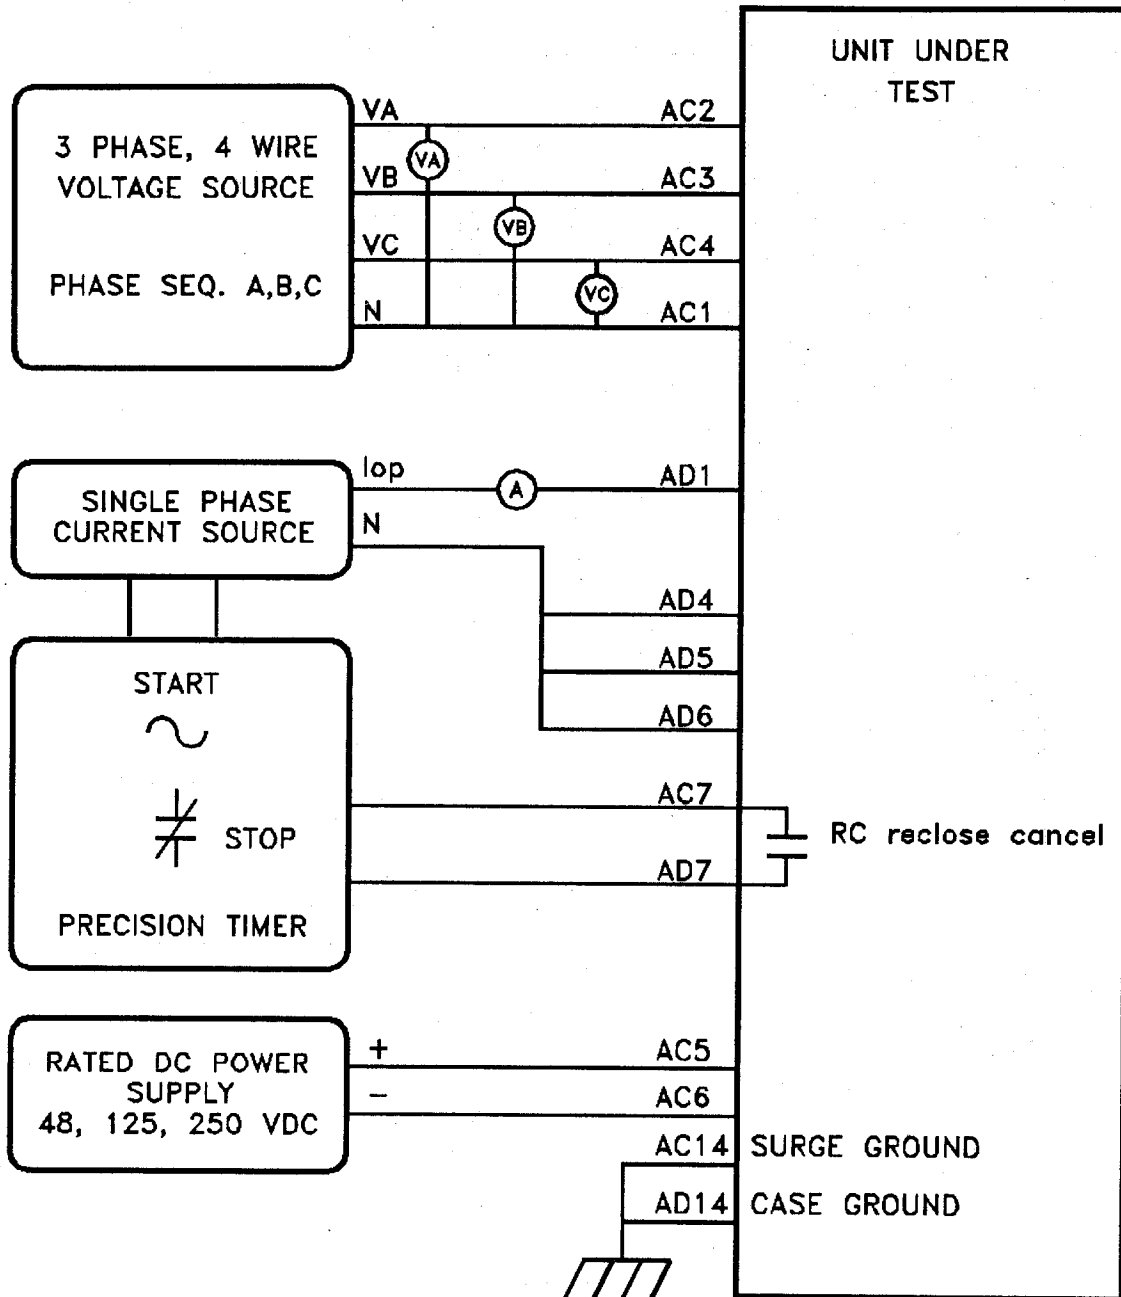 UNIT UNDER
TEST
3 PHASE, 4 WIRE
VOLTAGE SOURCE
PHASE SEQ. A,B,C
VA
AC2
VA
VB
AC3
VB
VC
AC4
VC
N
AC1
SINGLE PHASE
CURRENT SOURCE
Iop
A
AD1
N
AD4
AD5
AD6
START
STOP
PRECISION TIMER
AC7
RC reclose cancel
AD7
RATED DC POWER
SUPPLY
48, 125, 250 VDC
+
AC5
−
AC6
AC14 SURGE GROUND
AD14 CASE GROUND